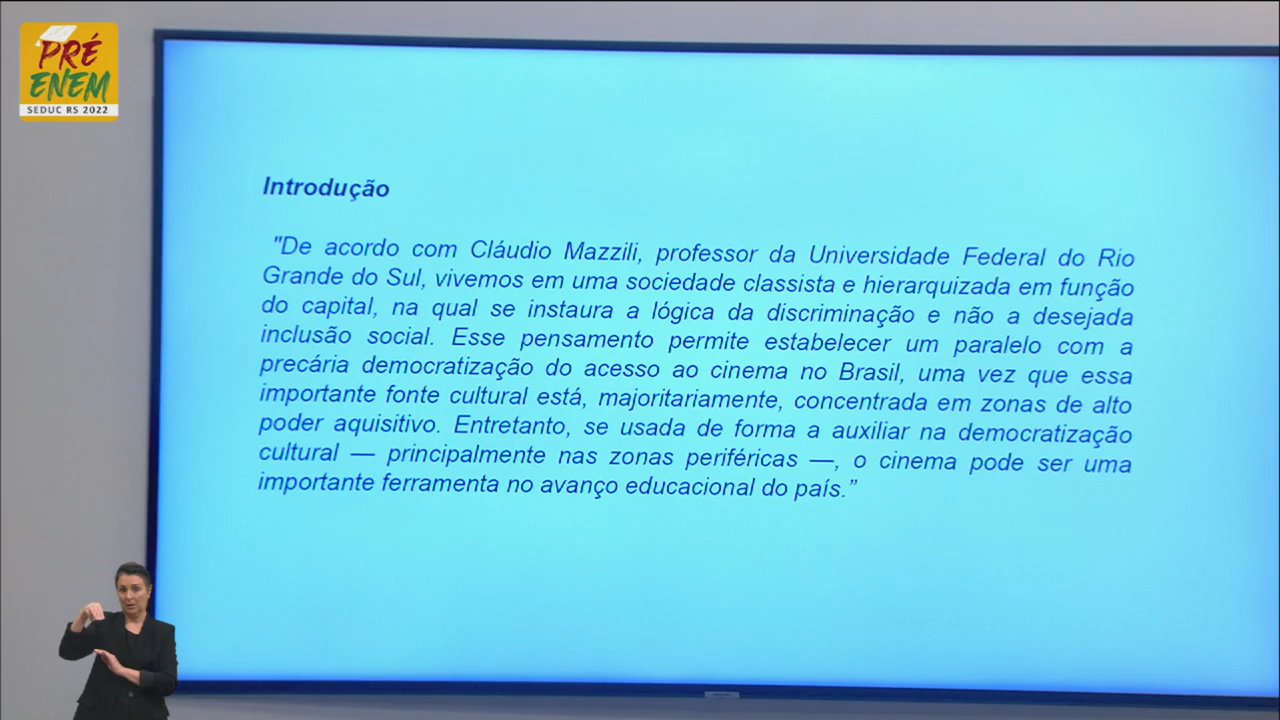 PRÉ
ENEM
SEDUC RS 2022
Introdução
"De acordo com Cláudio Mazzili, professor da Universidade Federal do Rio
Grande do Sul, vivemos em uma sociedade classista e hierarquizada em função
do capital, na qual se instaura a lógica da discriminação e não a desejada
inclusão social. Esse pensamento permite estabelecer um paralelo com a
precária democratização do acesso ao cinema no Brasil, uma vez que essa
importante fonte cultural está, majoritariamente, concentrada em zonas de alto
poder aquisitivo. Entretanto, se usada de forma a auxiliar na democratização
cultural — principalmente nas zonas periféricas —, o cinema pode ser uma
importante ferramenta no avanço educacional do país.”